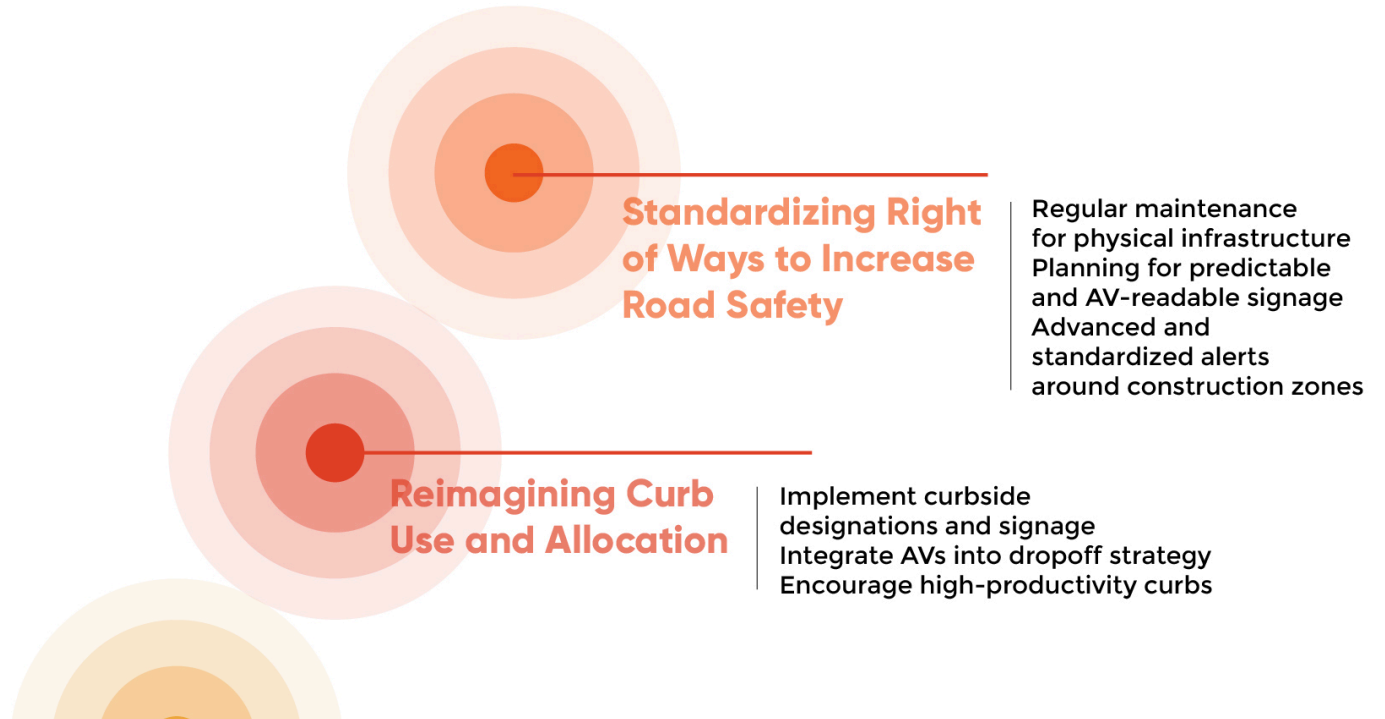 Standardizing Right
of Ways to Increase
Road Safety
Regular maintenance
for physical infrastructure
Planning for predictable
and AV-readable signage
Advanced and
standardized alerts
around construction zones
Reimagining Curb
Use and Allocation
Implement curbside
designations and signage
Integrate AVs into dropoff strategy
Encourage high-productivity curbs